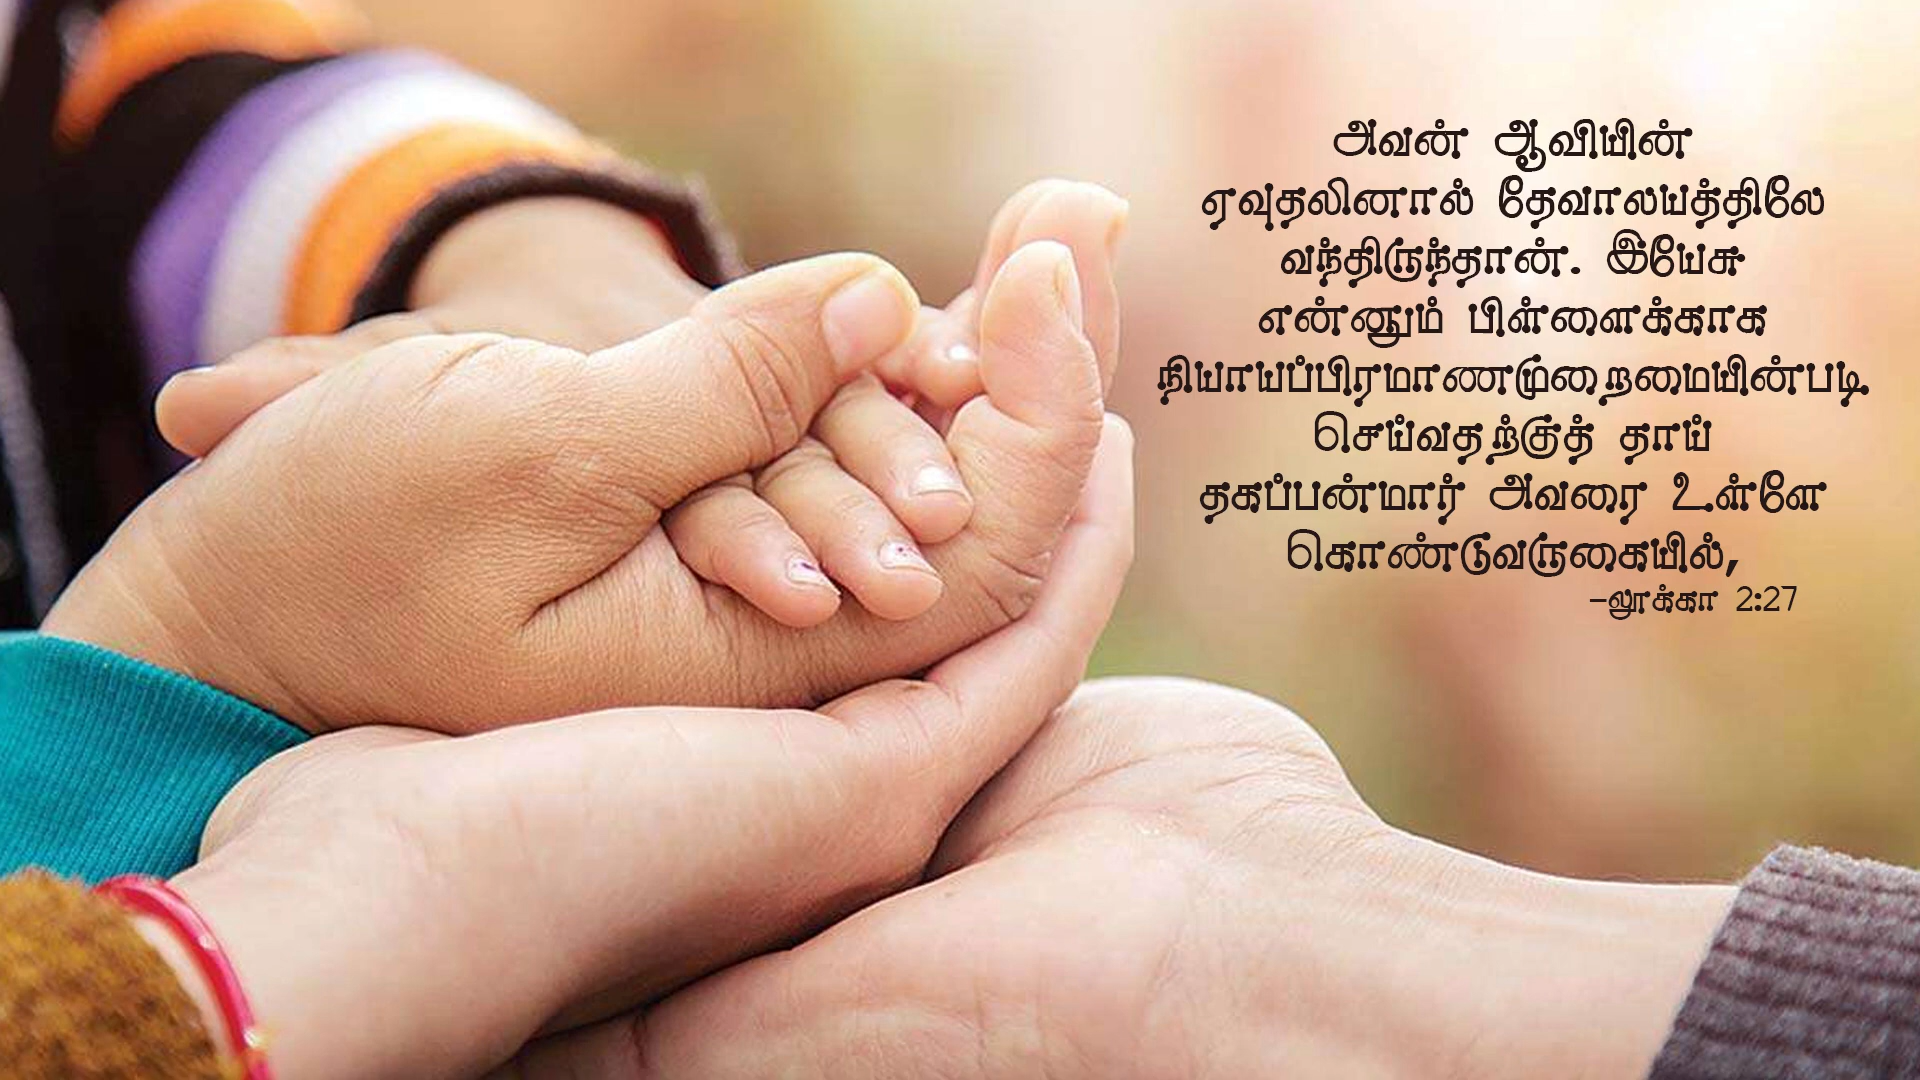 அவன் ஆவியின்
ஏவுதலினால் தேவாலயத்திலே
வந்திருந்தான். இயேசு
என்னும் பிள்ளைக்காக
நியாயப்பிரமாணமுறைமையின்படி
செய்வதற்குத் தாய்
தகப்பன்மார் அவரை உள்ளே
கொண்டுவருகையில்,
-லூக்கா 2:27